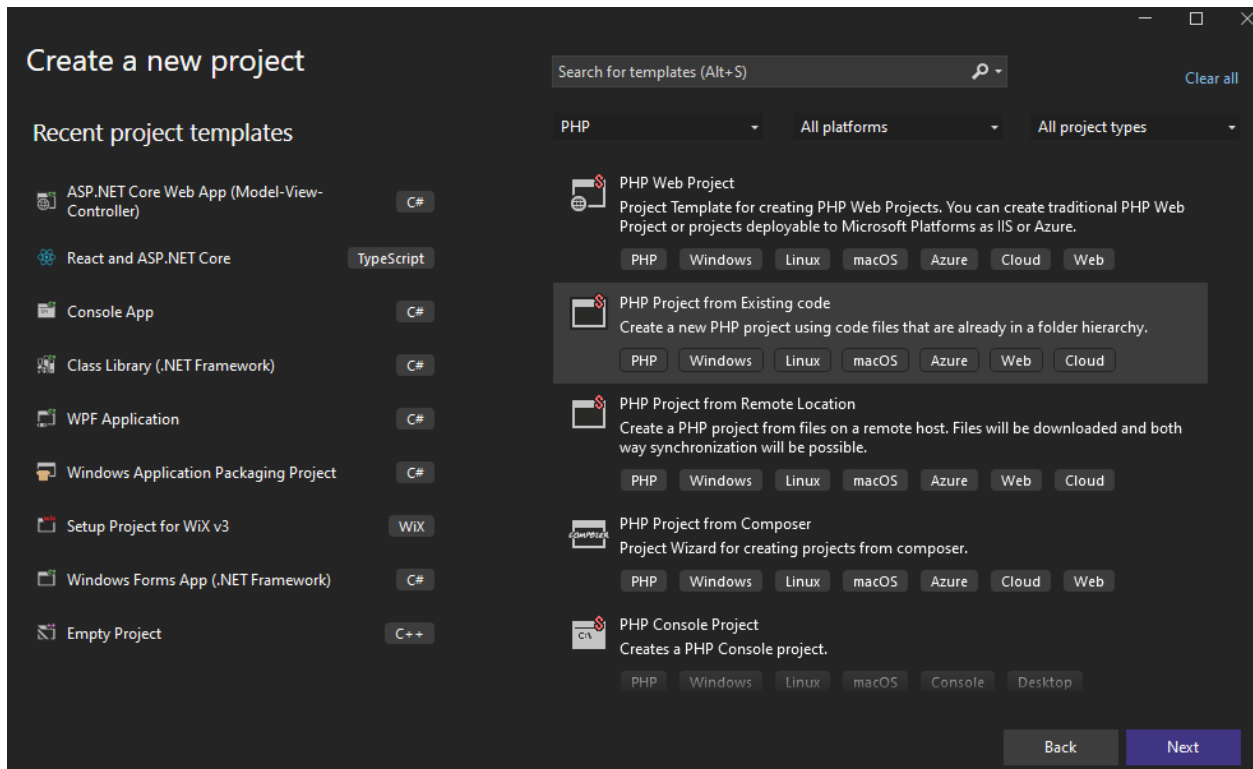 Create a new project
Search for templates (Alt+S)
Clear all
Recent project templates
PHP
All platforms
All project types
ASP.NET Core Web App (Model-View-
Controller)
C#
React and ASP.NET Core
TypeScript
Console App
C#
Class Library (.NET Framework)
C#
WPF Application
C#
Windows Application Packaging Project
C#
Setup Project for WiX v3
WiX
Windows Forms App (.NET Framework)
C#
Empty Project
C++
PHP Web Project
Project Template for creating PHP Web Projects. You can create traditional PHP Web
Project or projects deployable to Microsoft Platforms as IIS or Azure.
PHP Windows Linux macOS Azure Cloud Web
PHP Project from Existing code
Create a new PHP project using code files that are already in a folder hierarchy.
PHP Windows Linux macOS Azure Web Cloud
PHP Project from Remote Location
Create a PHP project from files on a remote host. Files will be downloaded and both
way synchronization will be possible.
PHP Windows Linux macOS Azure Web Cloud
PHP Project from Composer
Project Wizard for creating projects from composer.
PHP Windows Linux macOS Azure Cloud Web
PHP Console Project
Creates a PHP Console project.
PHP Windows Linux macOS Console Desktop
Back
Next